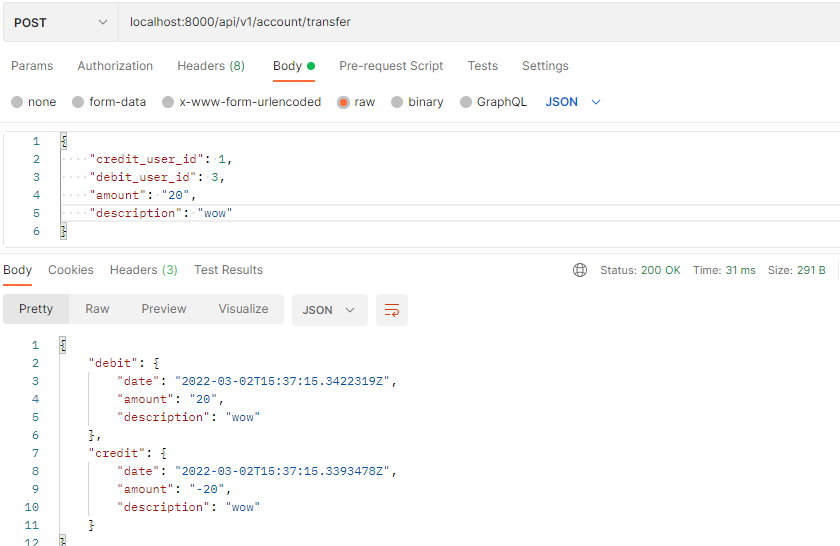 POST localhost:8000/api/v1/account/transfer
Params Authorization Headers (8) Body Pre-request Script Tests Settings
none form-data x-www-form-urlencoded raw binary GraphQL JSON
1 {
2 "credit_user_id": 1,
3 "debit_user_id": 3,
4 "amount": "20",
5 "description": "wow"
6 }
Body Cookies Headers (3) Test Results Status: 200 OK Time: 31 ms Size: 291 B
Pretty Raw Preview Visualize JSON
1 {
2 "debit": {
3 "date": "2022-03-02T15:37:15.3422319Z",
4 "amount": "20",
5 "description": "wow"
6 },
7 "credit": {
8 "date": "2022-03-02T15:37:15.3393478Z",
9 "amount": "-20",
10 "description": "wow"
11 }
12 }